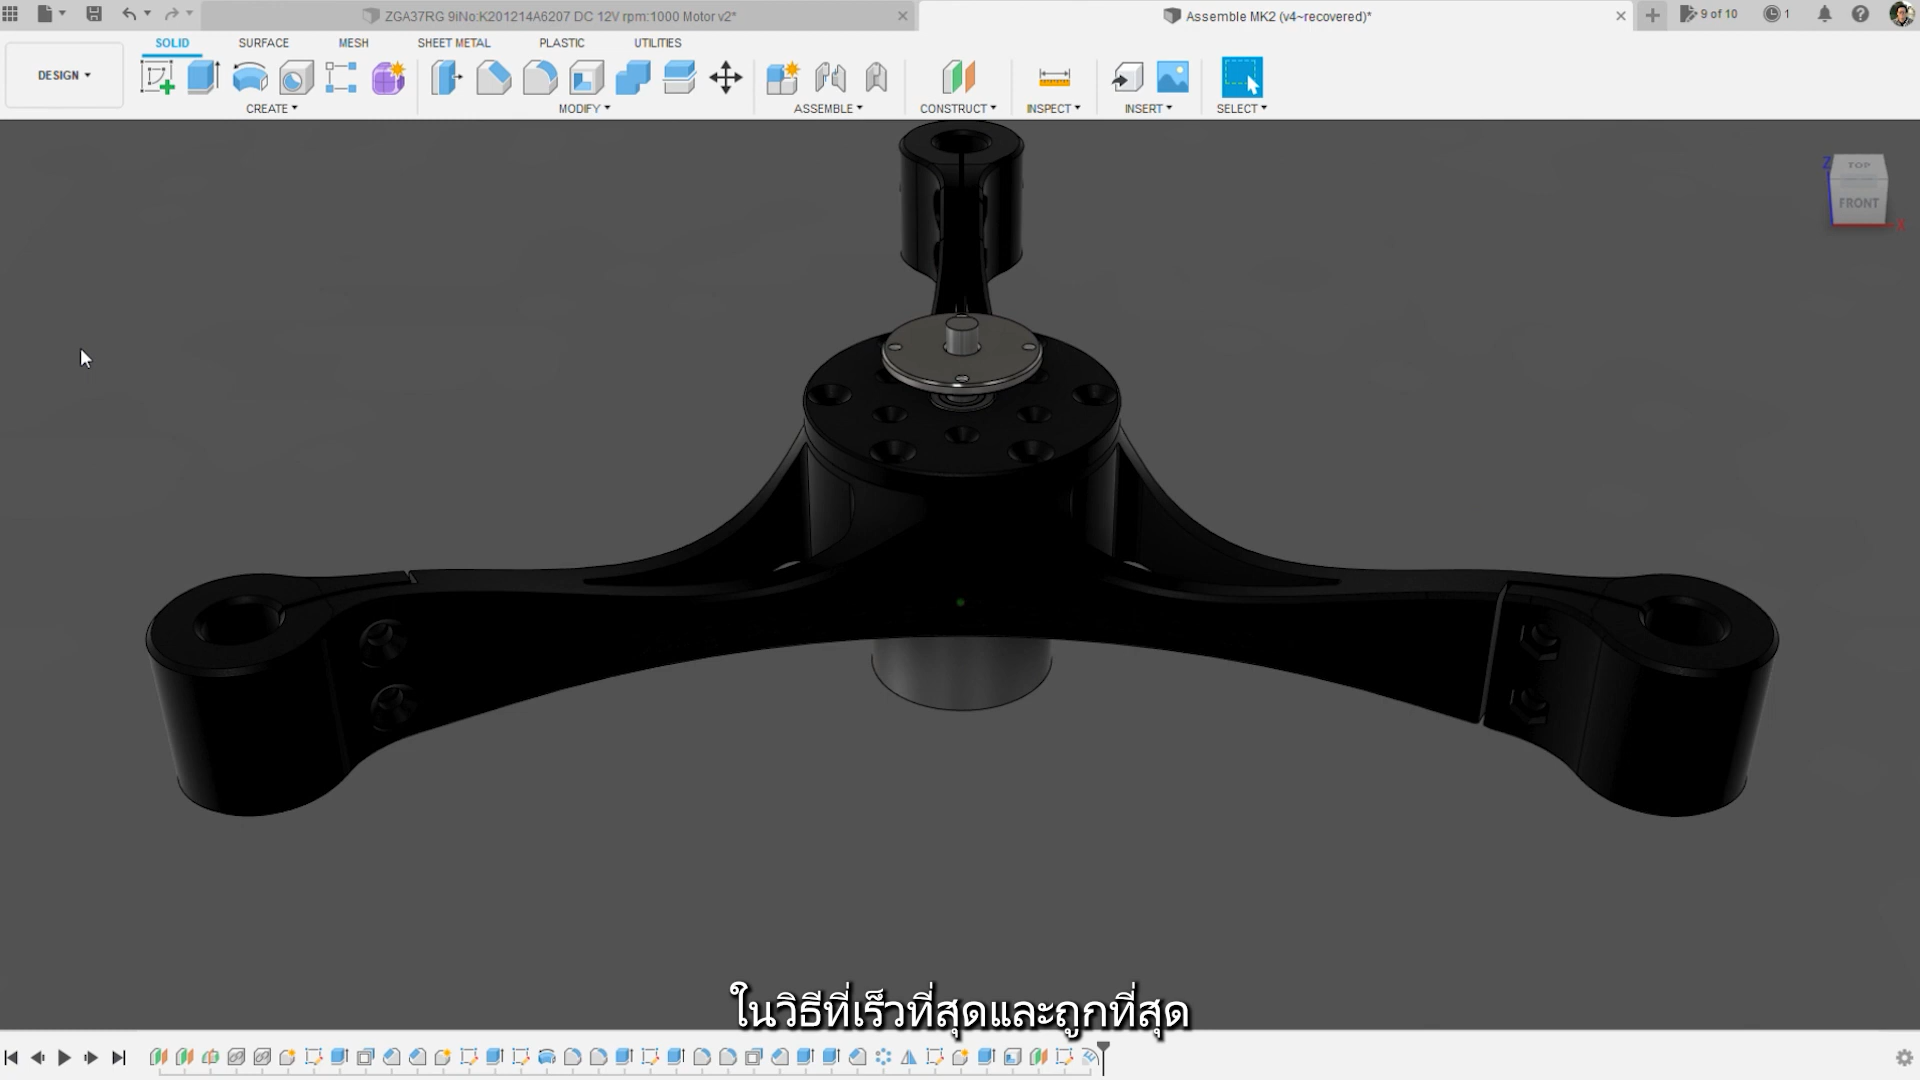 ZGA37RG 9iNo:K201214A6207 DC 12V rpm:1000 Motor v2*
Assemble MK2 (v4~recovered)*
9 of 10
1
SOLID
SURFACE
MESH
SHEET METAL
PLASTIC
UTILITIES
DESIGN
CREATE
MODIFY
ASSEMBLE
CONSTRUCT
INSPECT
INSERT
SELECT
Z
TOP
FRONT
X
ในวิธีที่เร็วที่สุดและถูกที่สุด